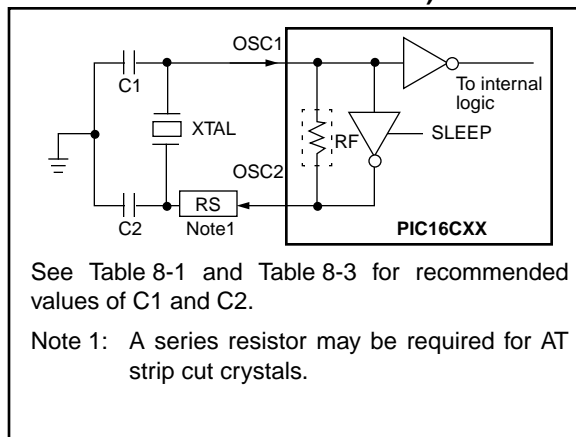 OSC1
C1
To internal
logic
XTAL
SLEEP
RF
OSC2
RS
C2
Note1
PIC16CXX
See Table 8-1 and Table 8-3 for recommended
values of C1 and C2.
Note 1: A series resistor may be required for AT
strip cut crystals.